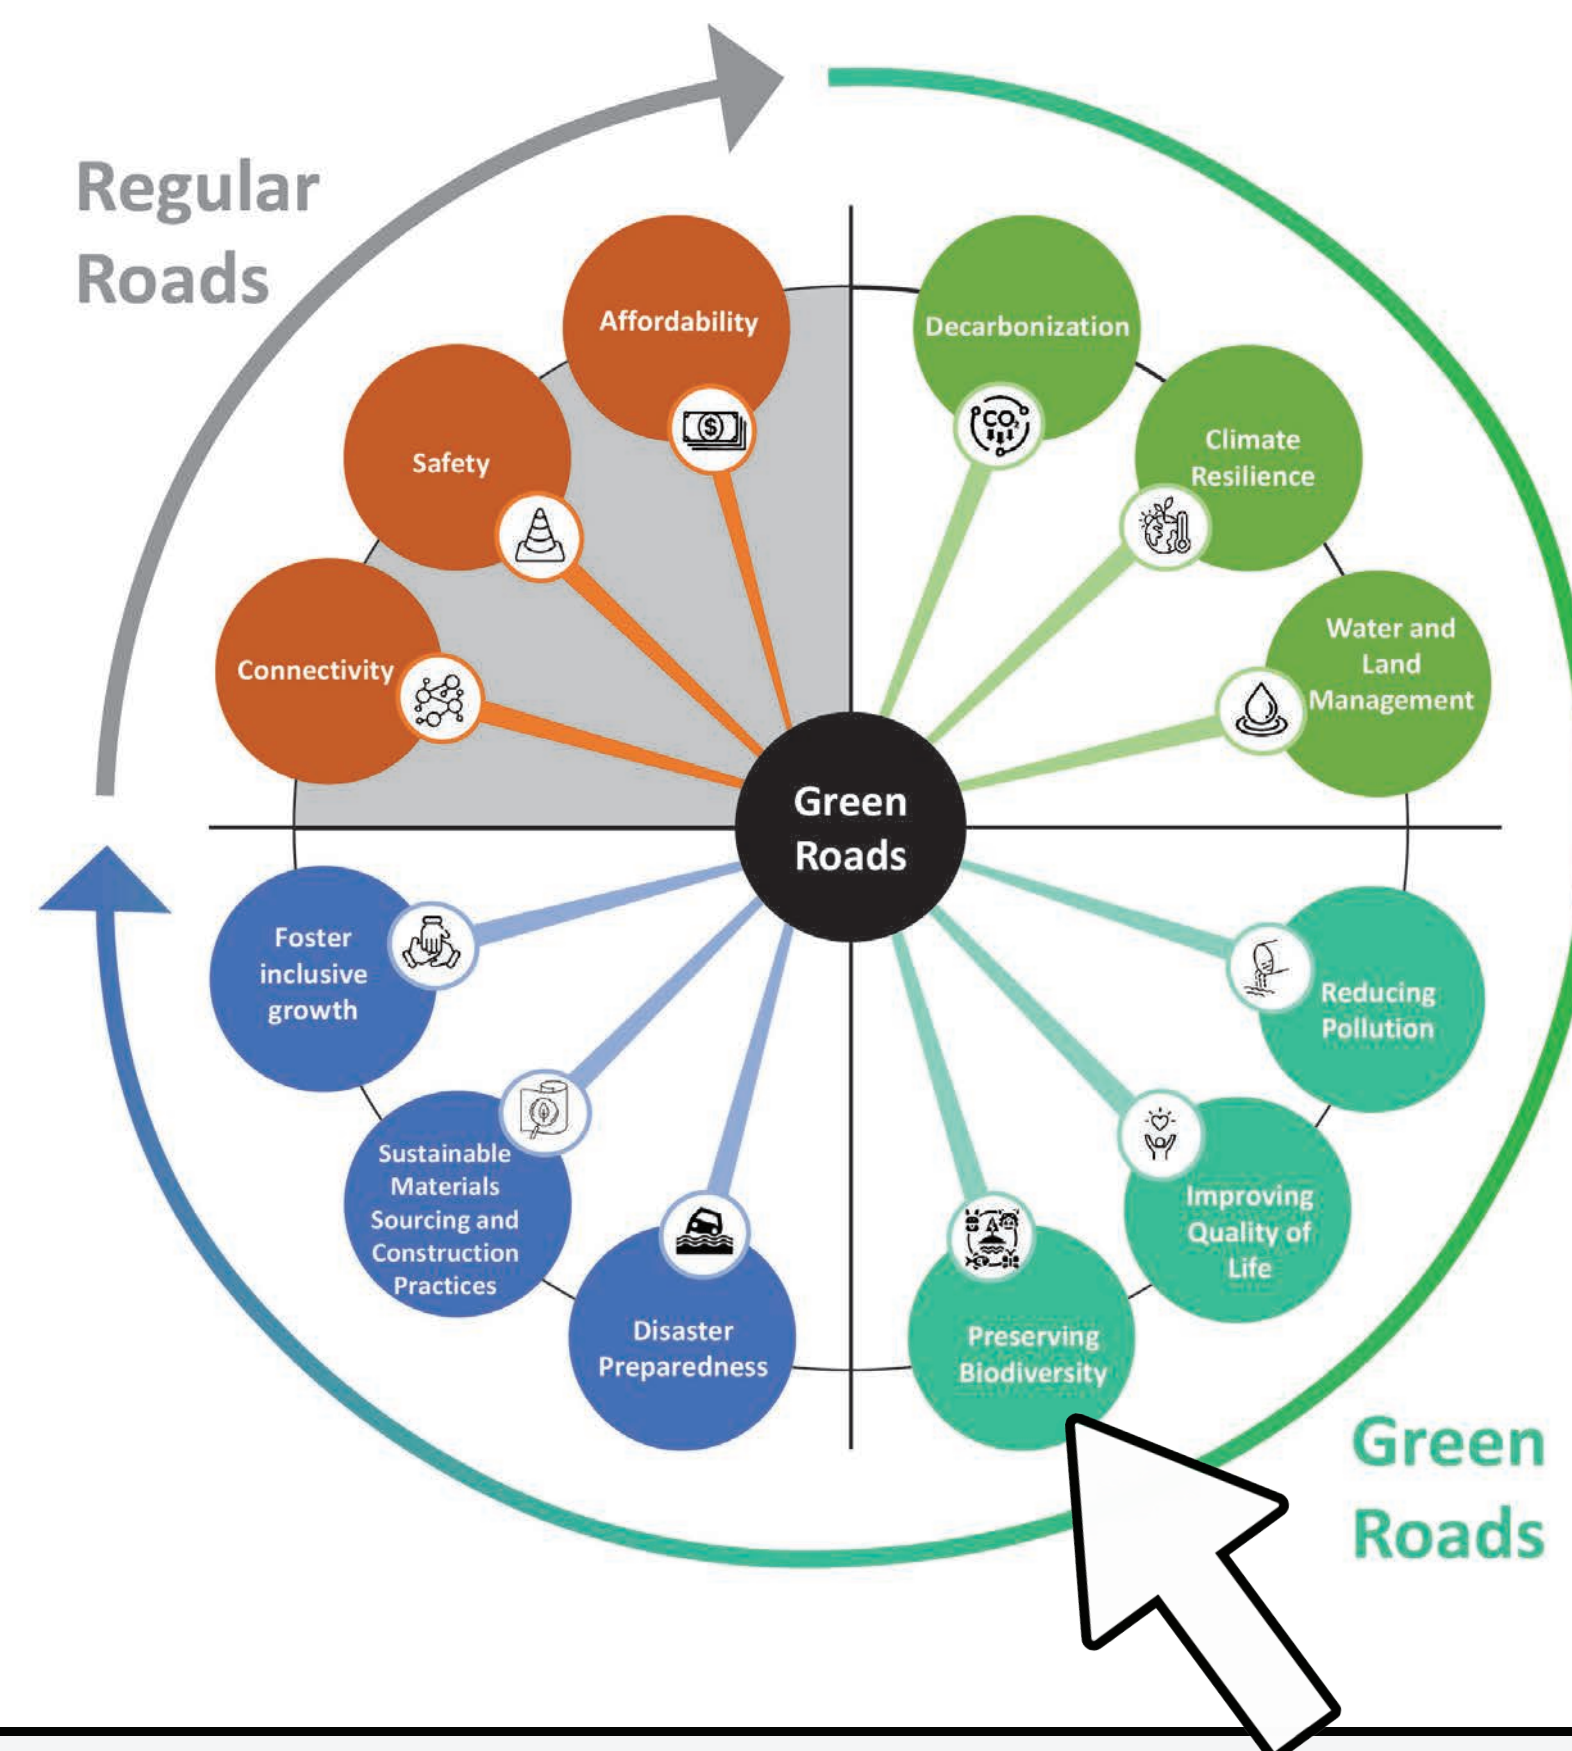 Regular
Roads
Affordability
$
Safety
Connectivity
Decarbonization
CO2
Climate
Resilience
Water and
Land
Management
Green
Roads
Foster
inclusive
growth
Sustainable
Materials
Sourcing and
Construction
Practices
Disaster
Preparedness
Reducing
Pollution
Improving
Quality of
Life
Preserving
Biodiversity
Green
Roads